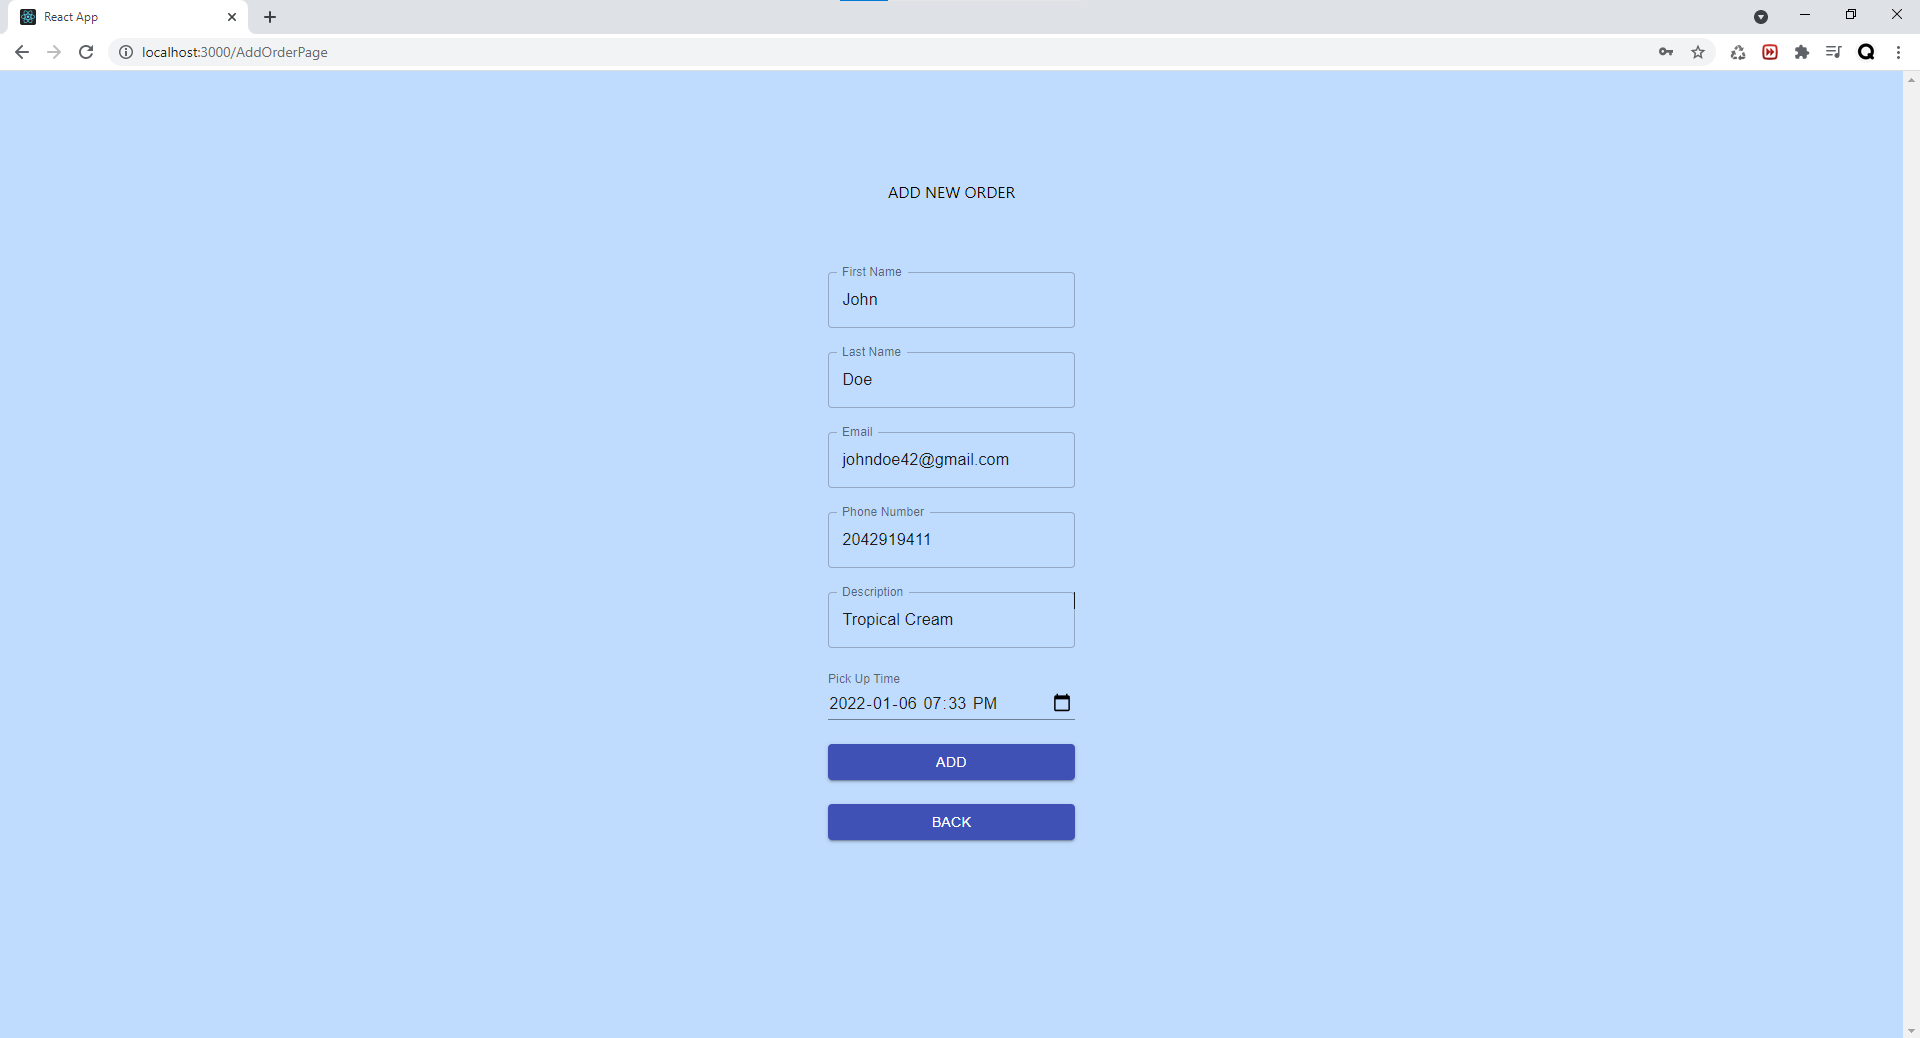 React App
localhost:3000/AddOrderPage
ADD NEW ORDER
First Name
John
Last Name
Doe
Email
johndoe42@gmail.com
Phone Number
2042919411
Description
Tropical Cream
Pick Up Time
2022-01-06 07:33 PM
ADD
BACK